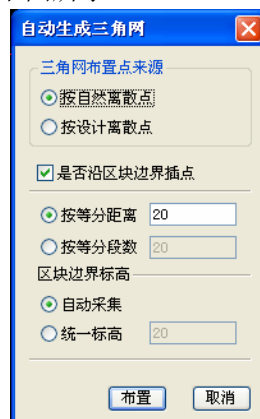 自动生成三角网
三角网布置点来源
按自然离散点
按设计离散点
是否沿区块边界插点
按等分距离 20
按等分段数 20
区块边界标高
自动采集
统一标高 20
布置 取消